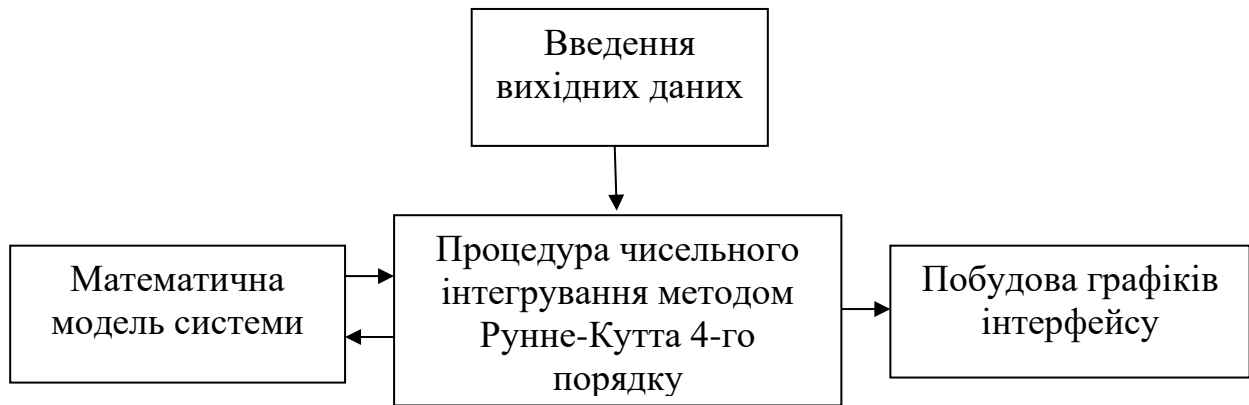 Введення
вихідних даних
Математична
модель системи
Процедура чисельного
інтегрування методом
Рунне-Кутта 4-го
порядку
Побудова графіків
інтерфейсу